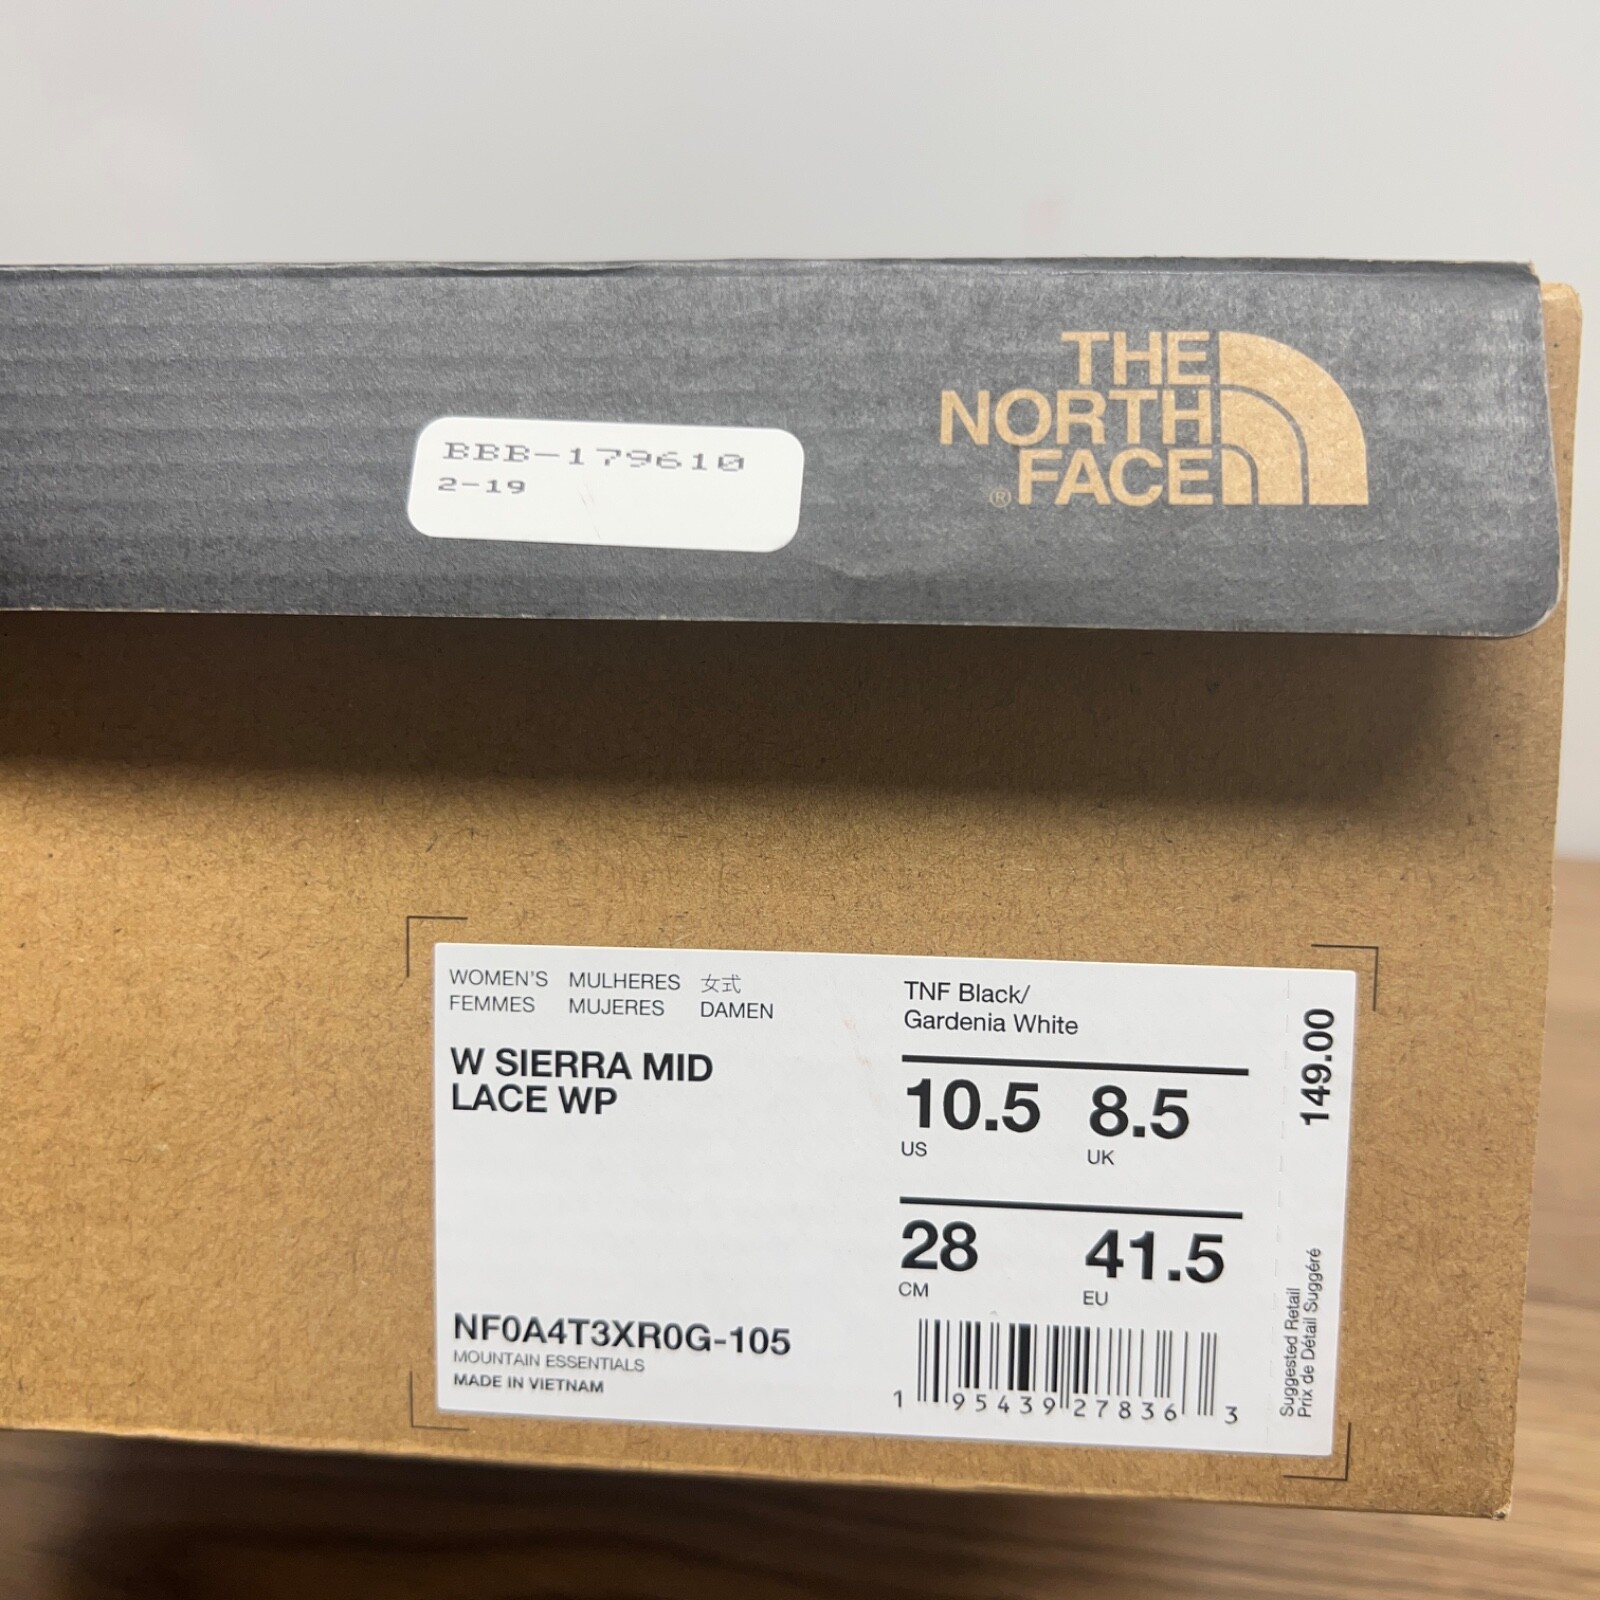 BBB-179610
2-19
THE
NORTH
® FACE
WOMEN'S MULHERES 女式
FEMMES MUJERES DAMEN
W SIERRA MID
LACE WP
NF0A4T3XR0G-105
MOUNTAIN ESSENTIALS
MADE IN VIETNAM
TNF Black/
Gardenia White
10.5 8.5
US UK
28 41.5
CM EU
1 95439 27836 3
149.00
Suggested Retail
Prix de Détail Suggéré